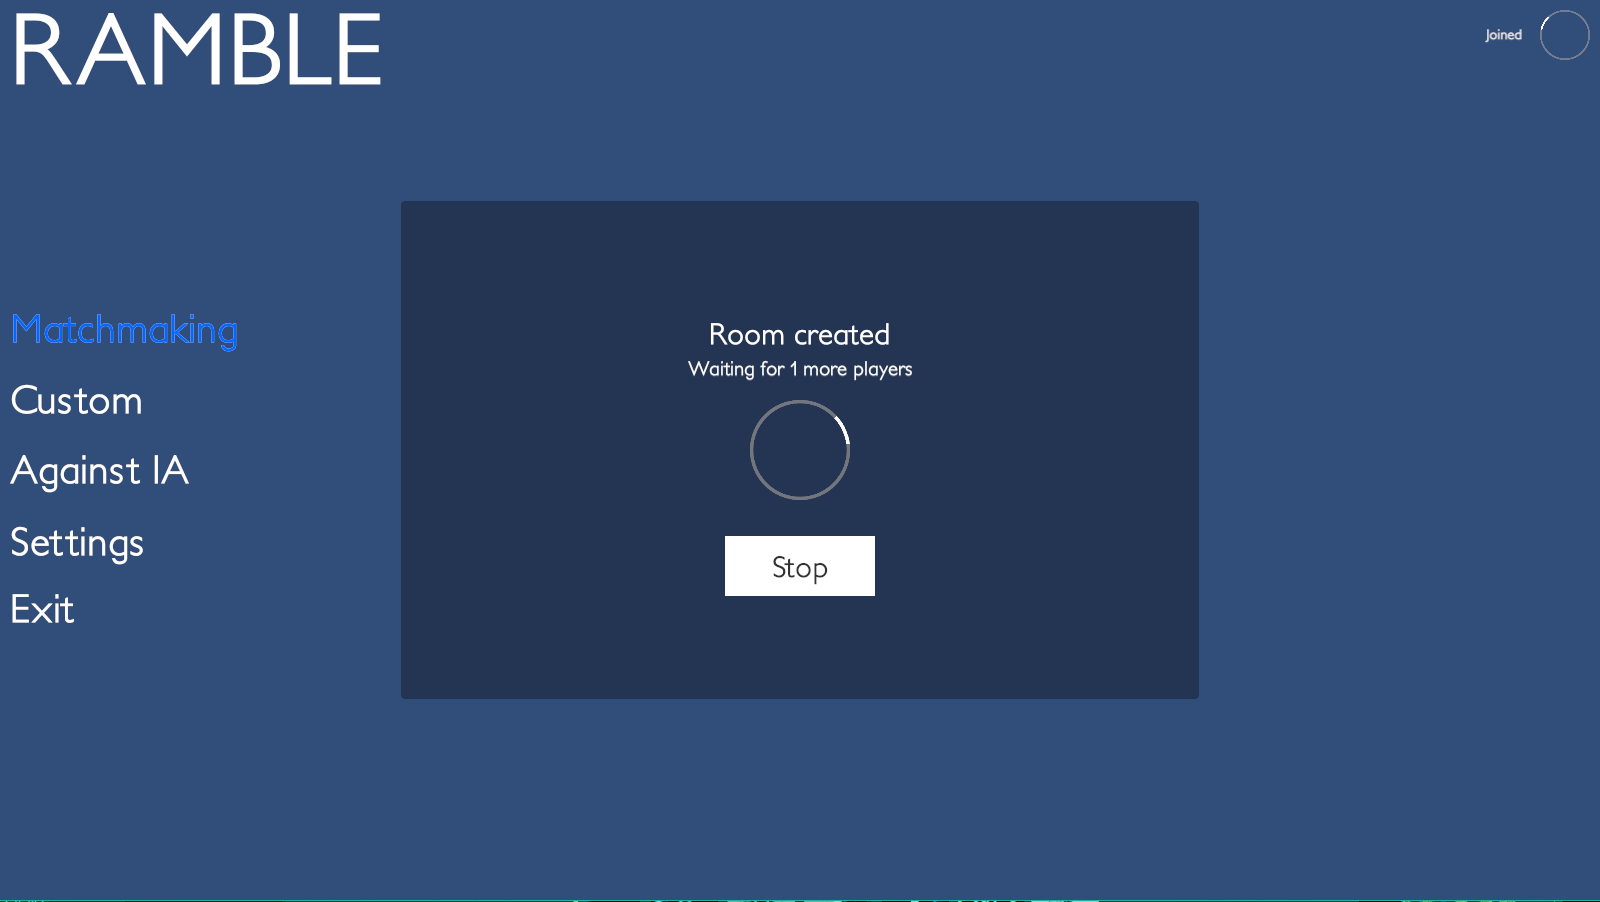 RAMBLE
Joined
Matchmaking
Custom
Against IA
Settings
Exit
Room created
Waiting for 1 more players
Stop